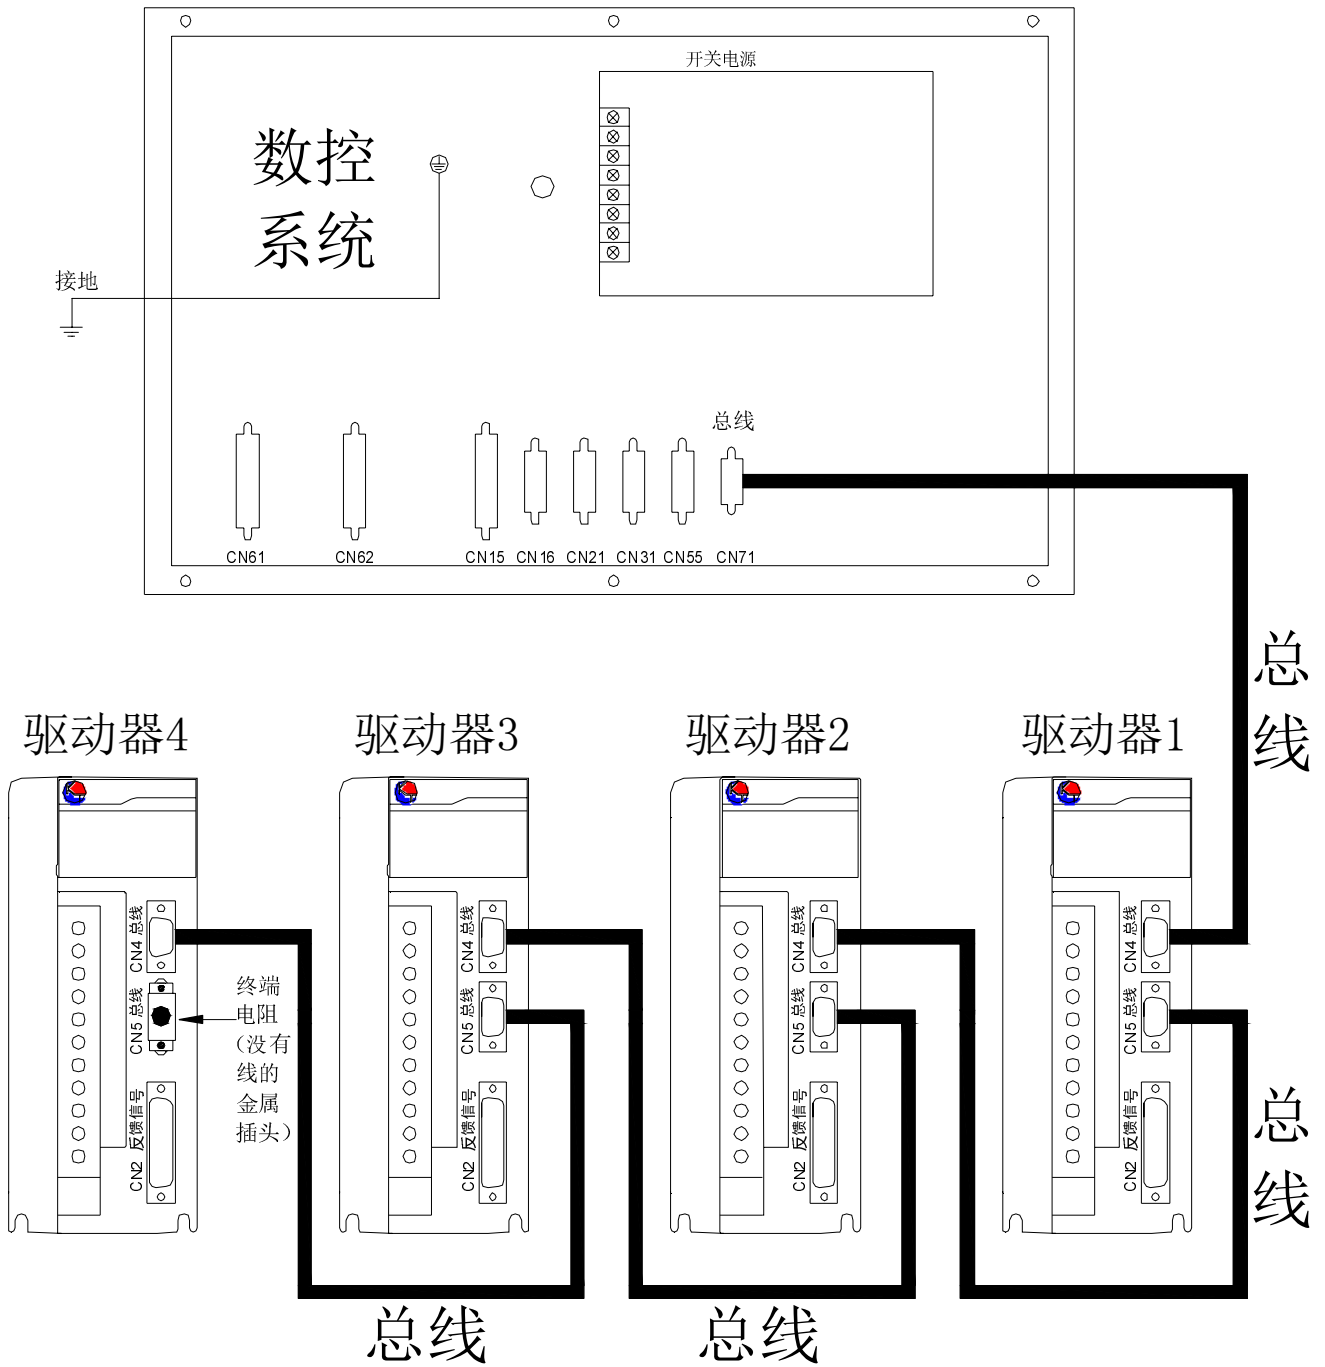 开关电源
数控
系统
接地
总线
CN61
CN62
CN15
CN16
CN21
CN31
CN55
CN71
总
线
驱动器4
驱动器3
驱动器2
驱动器1
CN4 总线
CN5 总线
CN2 反馈信号
终端
电阻
（没有
线的
金属
插头）
CN4 总线
CN5 总线
CN2 反馈信号
CN4 总线
CN5 总线
CN2 反馈信号
CN4 总线
CN5 总线
CN2 反馈信号
总
线
总线
总线